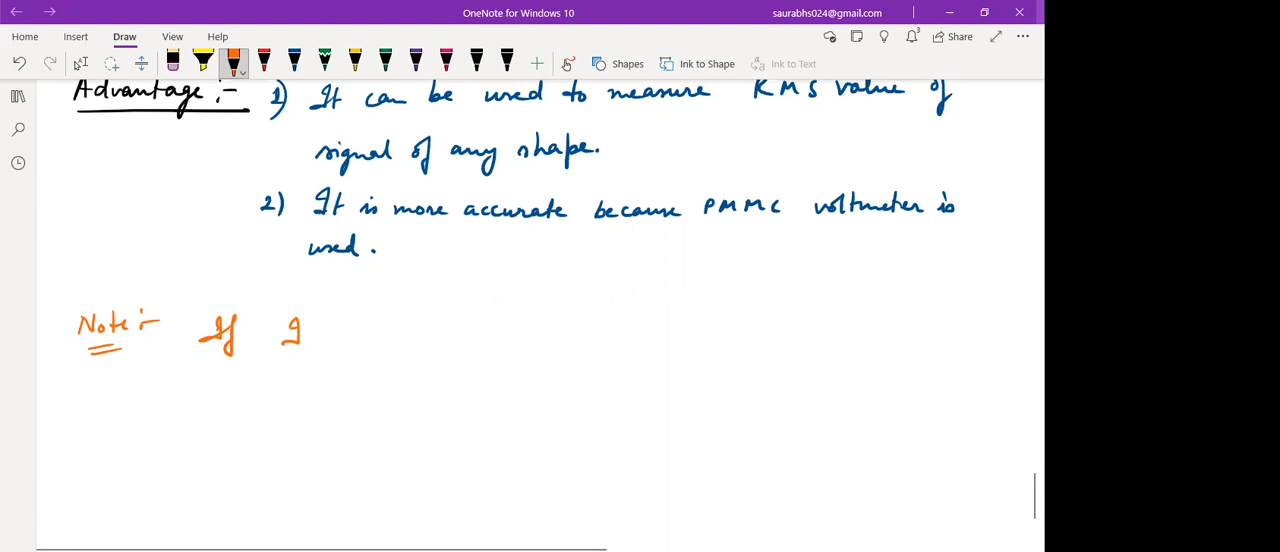 OneNote for Windows 10
saurabhs024@gmail.com
Home Insert Draw View Help
3
Share
Shapes
Ink to Shape
Ink to Text
Advantage :- 1) It can be used to measure RMS value of
signal of any shape.
2) It is more accurate because PMMC voltmeter is
used.
Note :- If I